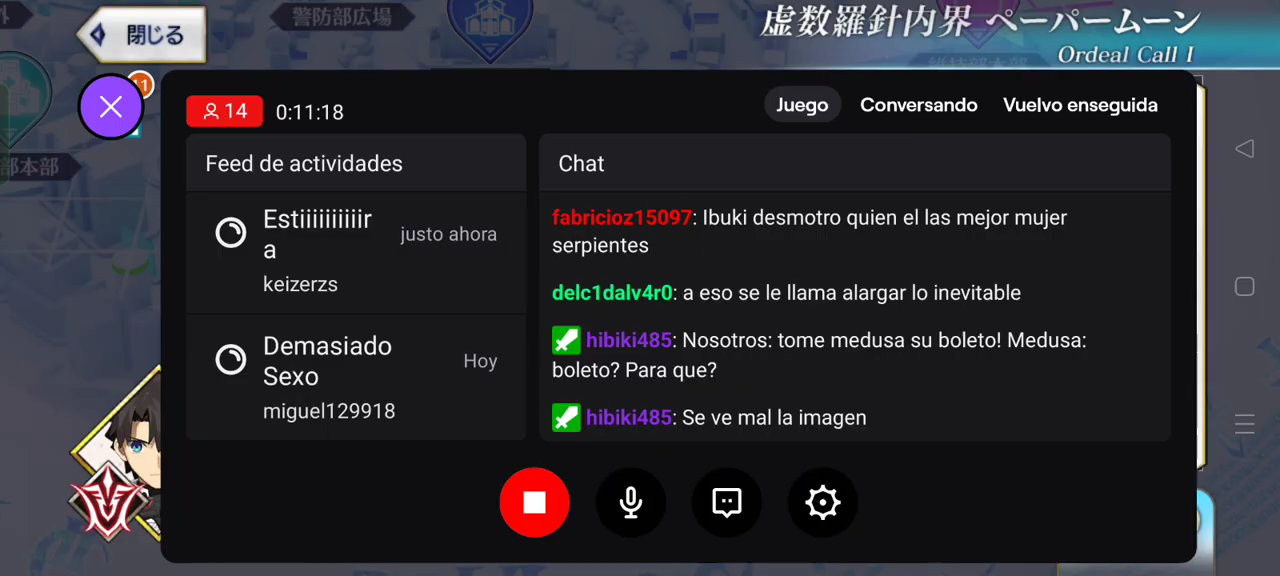 警防部広場
閉じる
虚数羅針内界 ペーパームーン
Ordeal Call I
部本部
14
0:11:18
Juego
Conversando
Vuelvo enseguida
Feed de actividades
Estiiiiiiiiiir
a
justo ahora
keizerzs
Demasiado
Sexo
Hoy
miguel129918
Chat
fabricioz15097: Ibuki desmotro quien el las mejor mujer
serpientes
delc1dalv4r0: a eso se le llama alargar lo inevitable
hibiki485: Nosotros: tome medusa su boleto! Medusa:
boleto? Para que?
hibiki485: Se ve mal la imagen